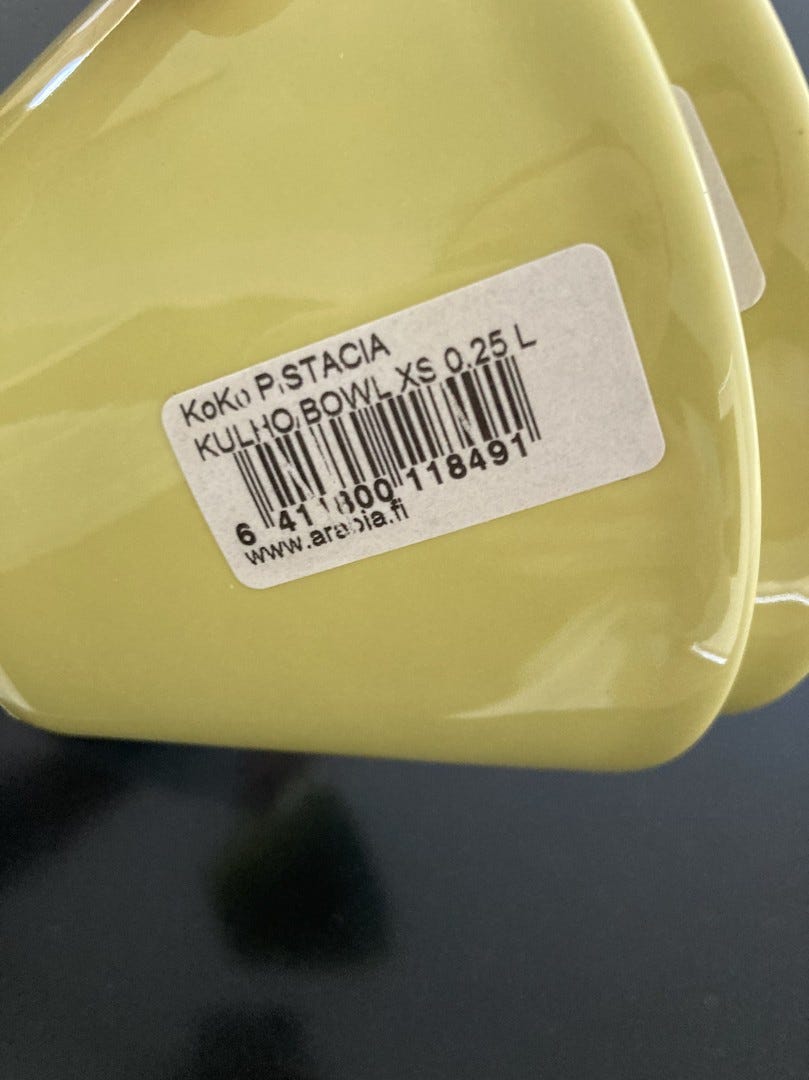 KoKo PISTACIA
KULHO/BOWL XS 0.25 L
6 411800 118491
www.arabia.fi